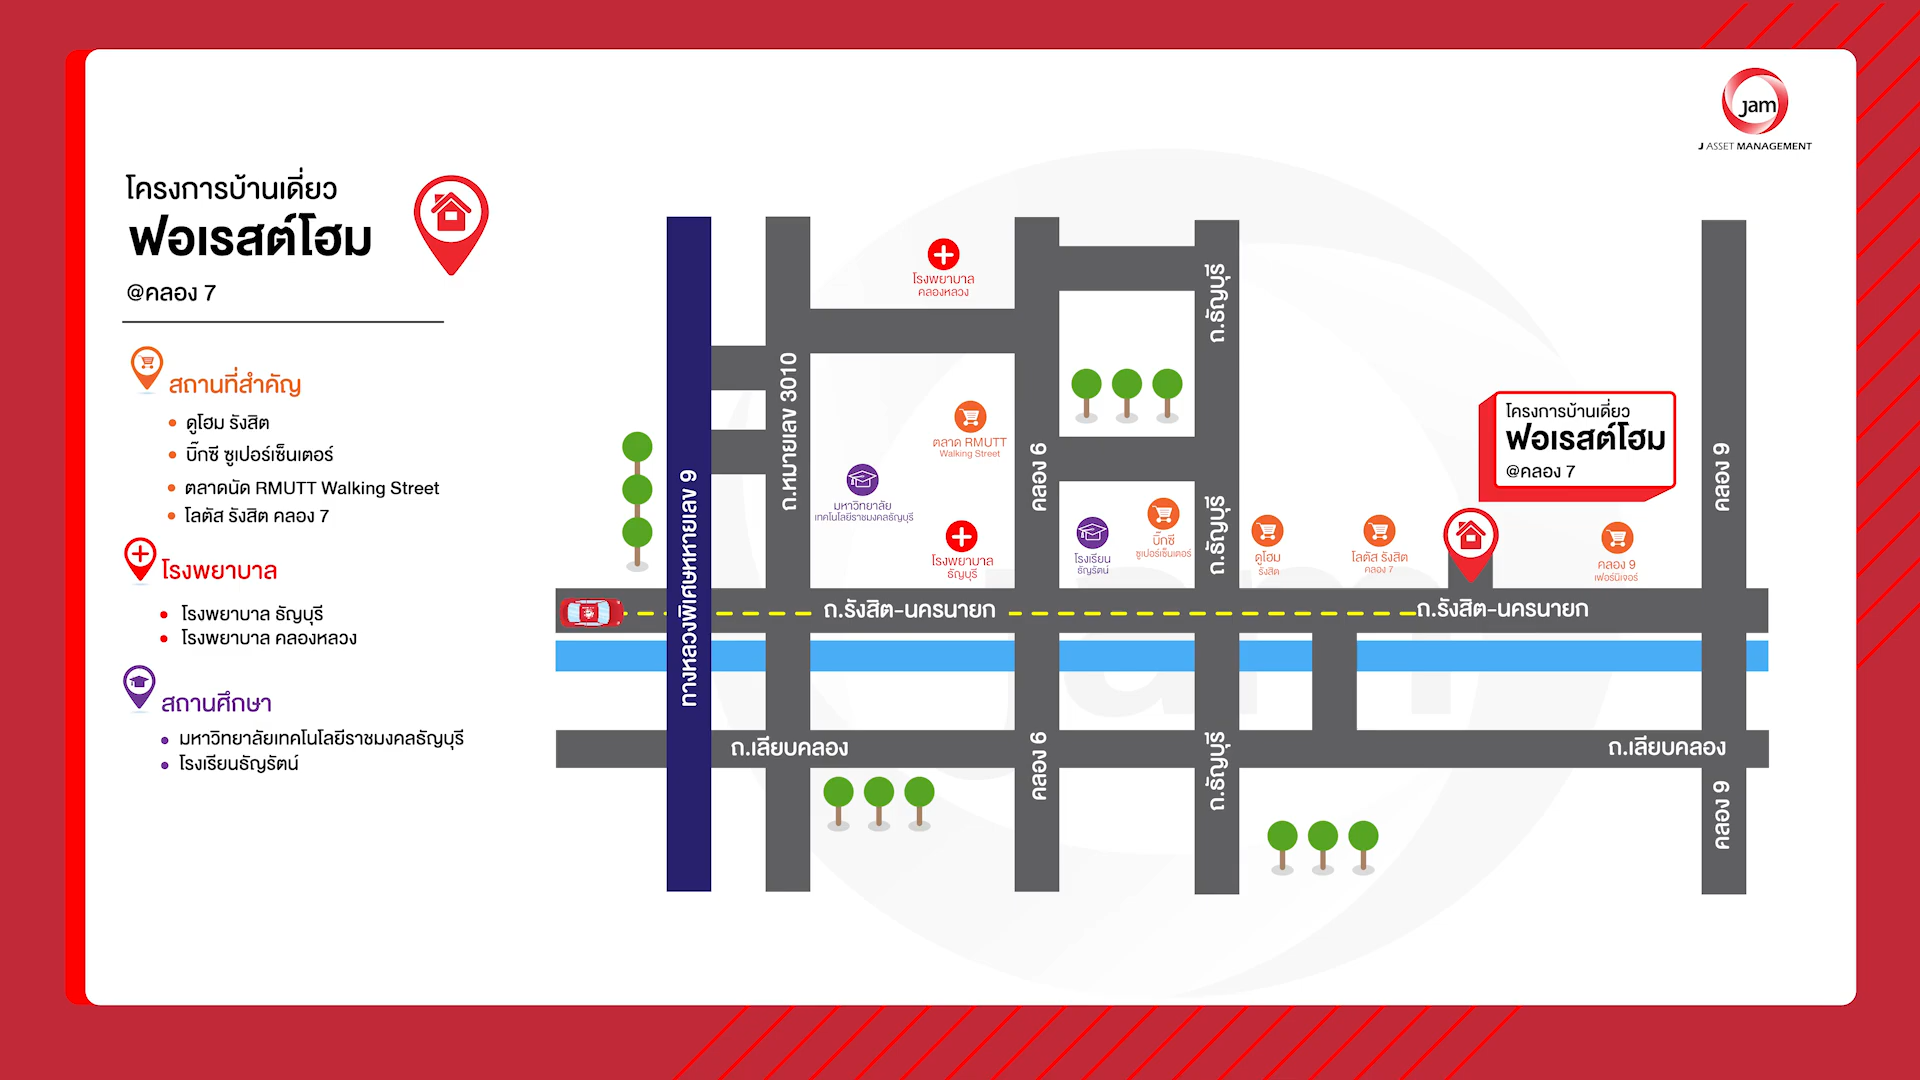 jam
J ASSET MANAGEMENT
โครงการบ้านเดี่ยว
ฟอเรสต์โฮม
@คลอง 7
สถานที่สำคัญ
ดูโฮม รังสิต
บิ๊กซี ซูเปอร์เซ็นเตอร์
ตลาดนัด RMUTT Walking Street
โลตัส รังสิต คลอง 7
โรงพยาบาล
โรงพยาบาล ธัญบุรี
โรงพยาบาล คลองหลวง
สถานศึกษา
มหาวิทยาลัยเทคโนโลยีราชมงคลธัญบุรี
โรงเรียนธัญรัตน์
ทางหลวงพิเศษหหายเลข 9
ถ.หมายเลข 3010
โรงพยาบาล
คลองหลวง
ตลาด RMUTT
Walking Street
มหาวิทยาลัย
เทคโนโลยีราชมงคลธัญบุรี
โรงพยาบาล
ธัญบุรี
คลอง 6
โรงเรียน
ธัญรัตน์
บิ๊กซี
ซูเปอร์เซ็นเตอร์
ถ.ธัญบุรี
ถ.ธัญบุรี
ดูโฮม
รังสิต
โลตัส รังสิต
คลอง 7
โครงการบ้านเดี่ยว
ฟอเรสต์โฮม
@คลอง 7
คลอง 9
เฟอร์นิเจอร์
คลอง 9
ถ.รังสิต-นครนายก
ถ.รังสิต-นครนายก
ถ.เลียบคลอง
คลอง 6
ถ.ธัญบุรี
ถ.เลียบคลอง
คลอง 9
jam